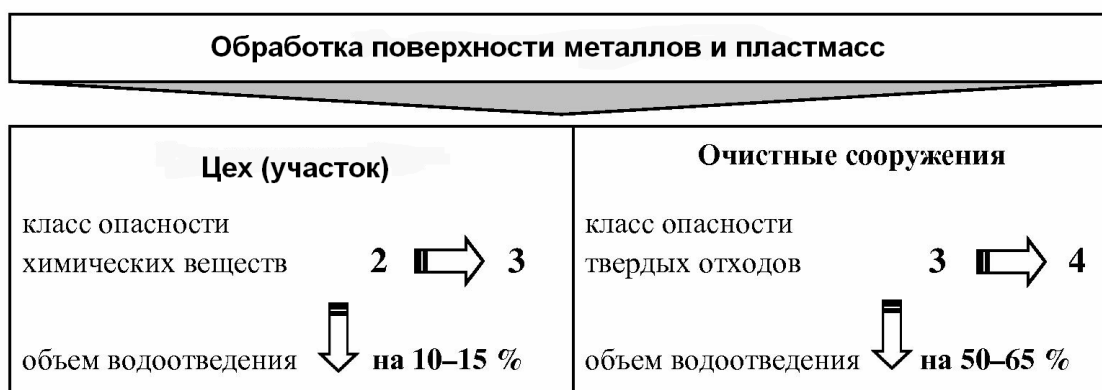 Обработка поверхности металлов и пластмасс
Цех (участок)
класс опасности
химических веществ 2 3
объем водоотведения на 10–15 %
Очистные сооружения
класс опасности
твердых отходов 3 4
объем водоотведения на 50–65 %